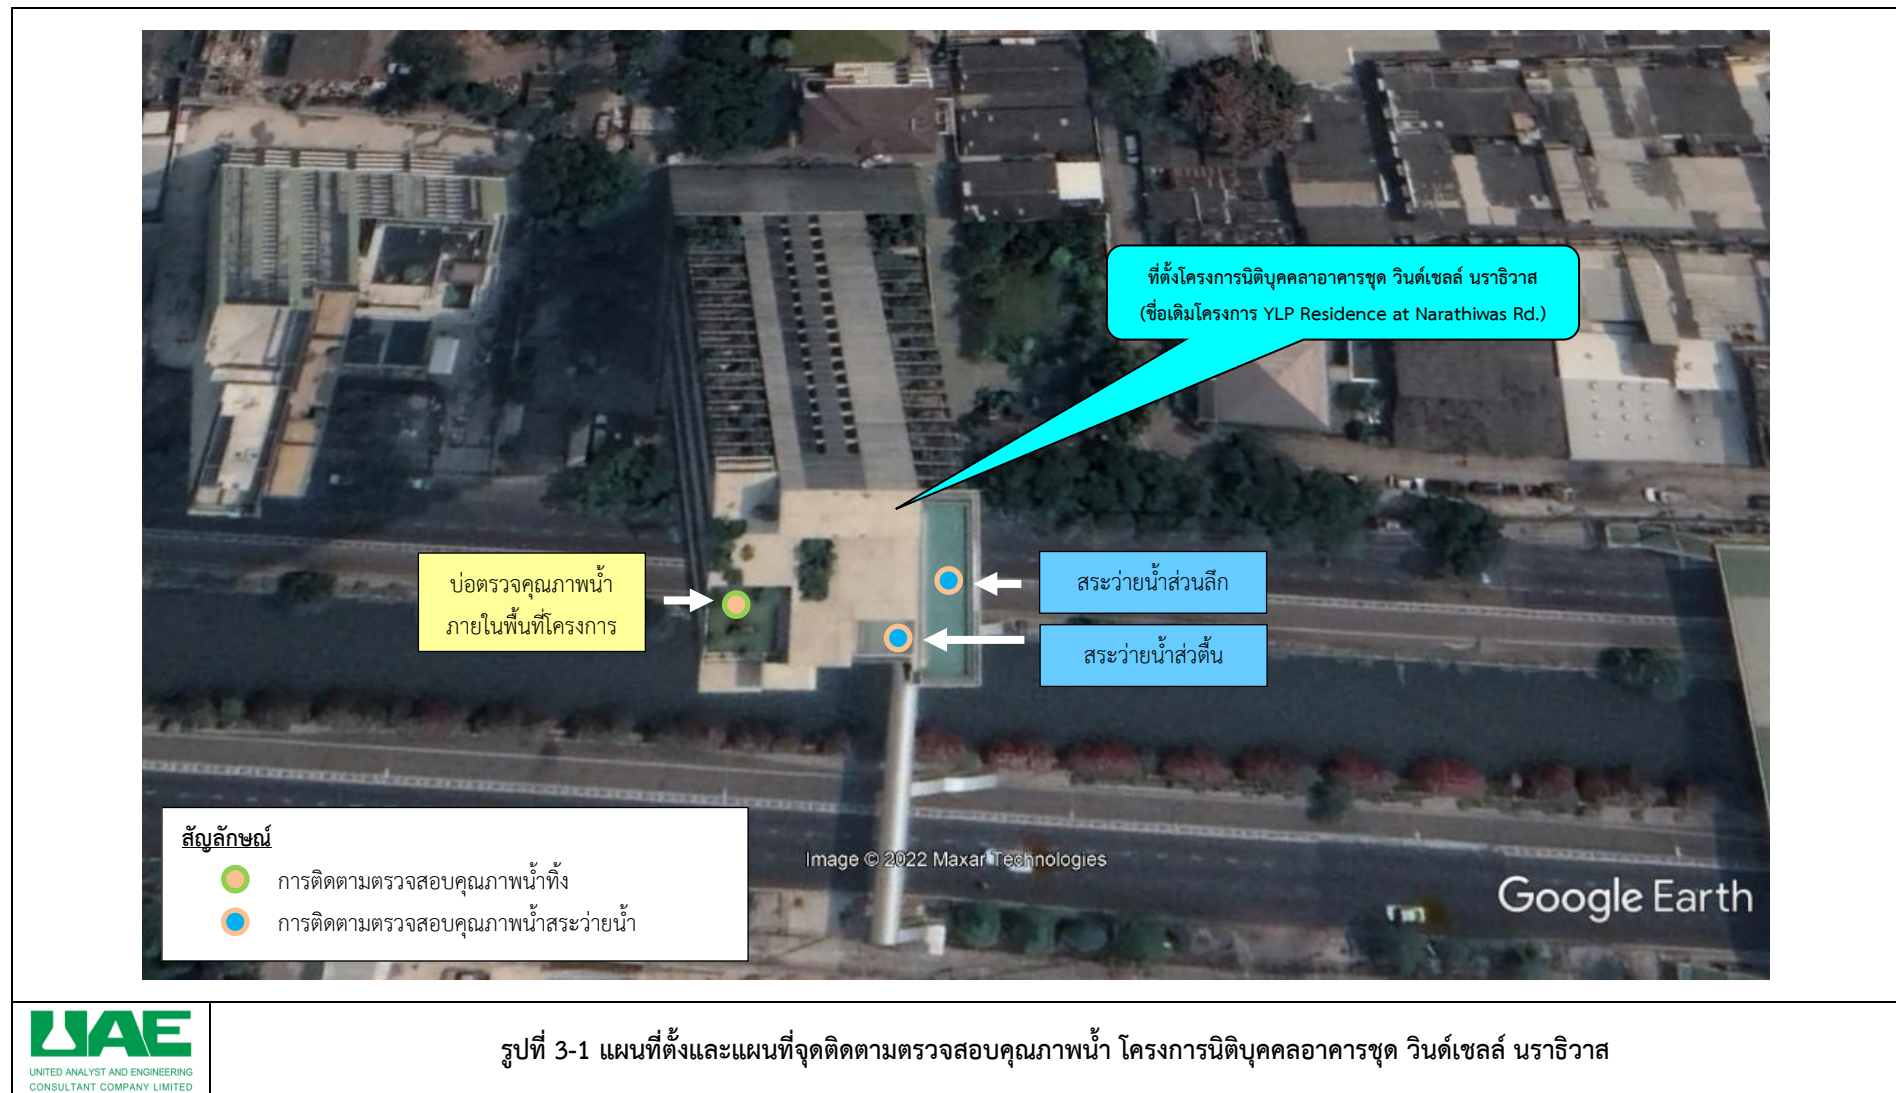 ที่ตั้งโครงการนิติบุคคลาอาคารชุด วินด์เชลล์ นราธิวาส
(ชื่อเดิมโครงการ YLP Residence at Narathiwas Rd.)
บ่อตรวจคุณภาพน้ำ
ภายในพื้นที่โครงการ
สระว่ายน้ำส่วนลึก
สระว่ายน้ำส่วตื้น
สัญลักษณ์
การติดตามตรวจสอบคุณภาพน้ำทิ้ง
การติดตามตรวจสอบคุณภาพน้ำสระว่ายน้ำ
Image © 2022 Maxar Technologies
Google Earth
UAE
UNITED ANALYST AND ENGINEERING
CONSULTANT COMPANY LIMITED
รูปที่ 3-1 แผนที่ตั้งและแผนที่จุดติดตามตรวจสอบคุณภาพน้ำ โครงการนิติบุคคลอาคารชุด วินด์เชลล์ นราธิวาส